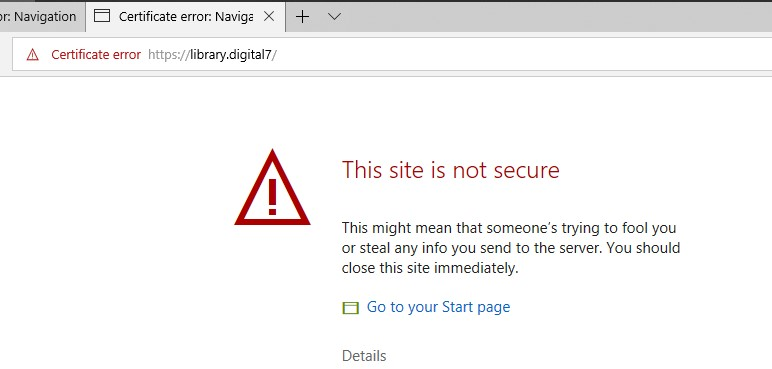 or: Navigation
Certificate error: Naviga
Certificate error https://library.digital7/
This site is not secure
This might mean that someone's trying to fool you
or steal any info you send to the server. You should
close this site immediately.
Go to your Start page
Details